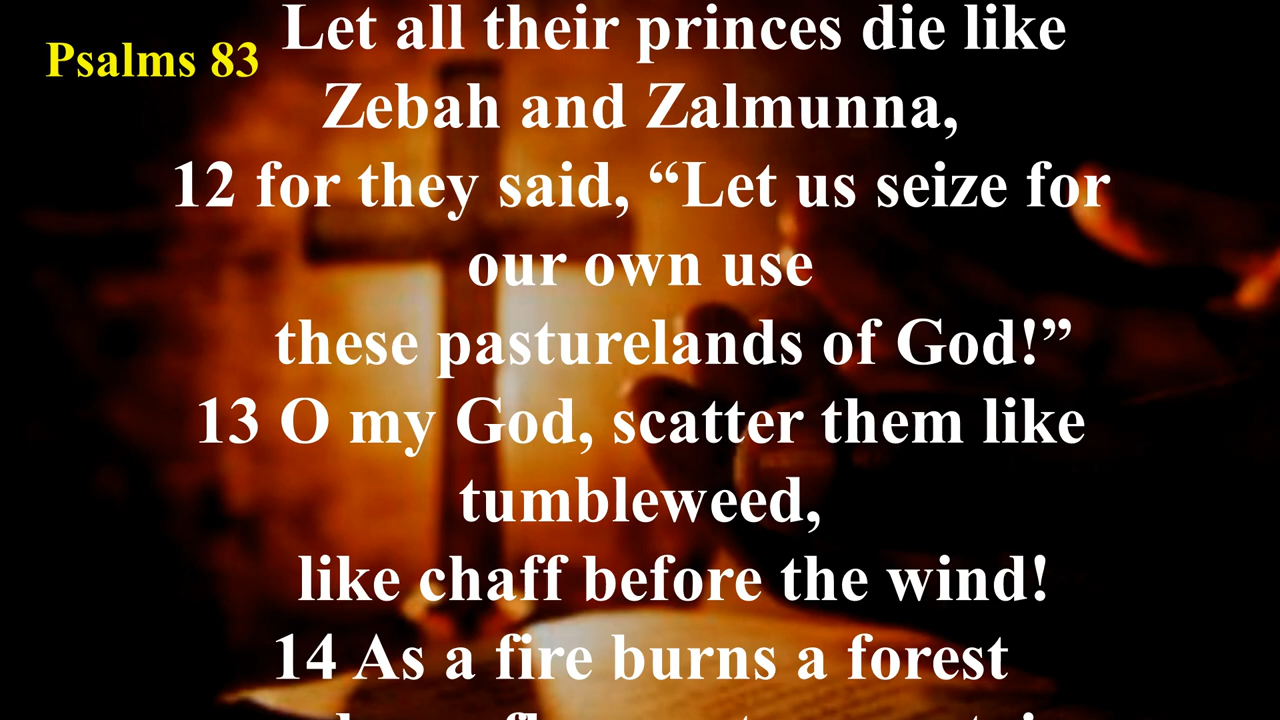 Psalms 83
Let all their princes die like
Zebah and Zalmunna,
12 for they said, “Let us seize for
our own use
these pasturelands of God!”
13 O my God, scatter them like
tumbleweed,
like chaff before the wind!
14 As a fire burns a forest